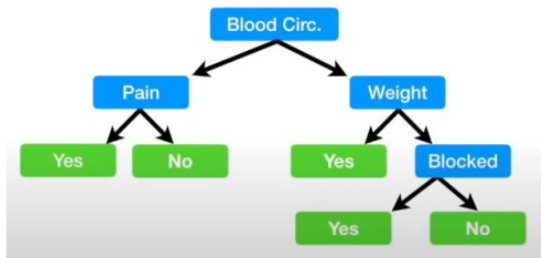 Blood Circ.
Pain
Weight
Yes
No
Yes
Blocked
Yes
No